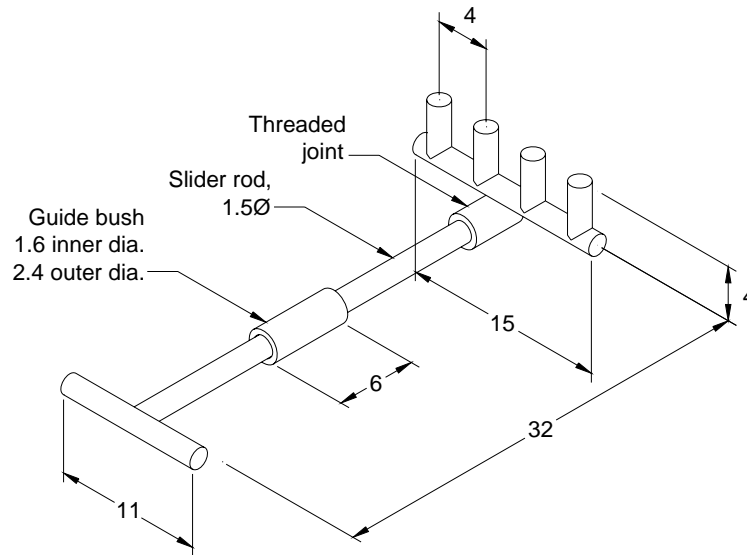 4
Threaded
joint
Slider rod,
1.5Ø
Guide bush
1.6 inner dia.
2.4 outer dia.
4
15
6
32
11